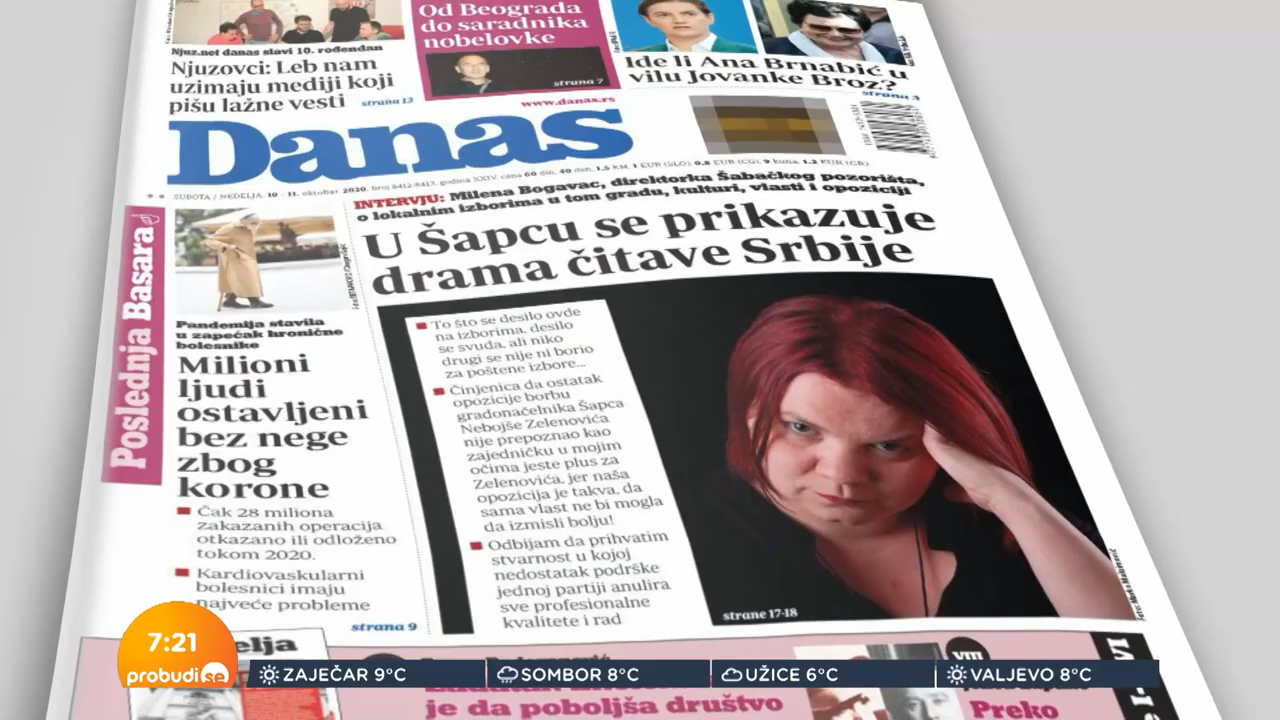 Njuz.net danas slavi 10. rođendan
Njuzovci: Leb nam
uzimaju mediji koji
pišu lažne vesti
strana 12
Od Beograda
do saradnika
nobelovke
strana 7
Ide li Ana Brnabić u
vilu Jovanke Broz?
strana 3
www.danas.rs
Danas
SUBOTA / NEDELJA, 10 - 11. oktobar 2020, broj 8412-8413, godina XXIV, cena 60 din, 40 den, 1,5 KM, 1 EUR (SLO), 0,8 EUR (CG), 9 kuna, 1,2 EUR (GR)
Poslednja Basara
Pandemija stavila
u zapećak hronične
bolesnike
Milioni
ljudi
ostavljeni
bez nege
zbog
korone
Čak 28 miliona
zakazanih operacija
otkazano ili odloženo
tokom 2020.
Kardiovaskularni
bolesnici imaju
najveće probleme
strana 9
INTERVJU: Milena Bogavac, direktorka Šabačkog pozorišta,
o lokalnim izborima u tom gradu, kulturi, vlasti i opoziciji
U Šapcu se prikazuje
drama čitave Srbije
To što se desilo ovde
na izborima, desilo
se svuda, ali niko
drugi se nije ni borio
za poštene izbore...
Činjenica da ostatak
opozicije borbu
gradonačelnika Šapca
Nebojše Zelenovića
nije prepoznao kao
zajedničku u mojim
očima jeste plus za
Zelenovića, jer naša
opozicija je takva, da
sama vlast ne bi mogla
da izmisli bolju!
Odbijam da prihvatim
stvarnost u kojoj
nedostatak podrške
jednoj partiji anulira
sve profesionalne
kvalitete i rad
strane 17-18
elja
je da poboljša društvo
VIII
Preko
7:21
probudi se
ZAJEČAR 9°C
SOMBOR 8°C
UŽICE 6°C
VALJEVO 8°C